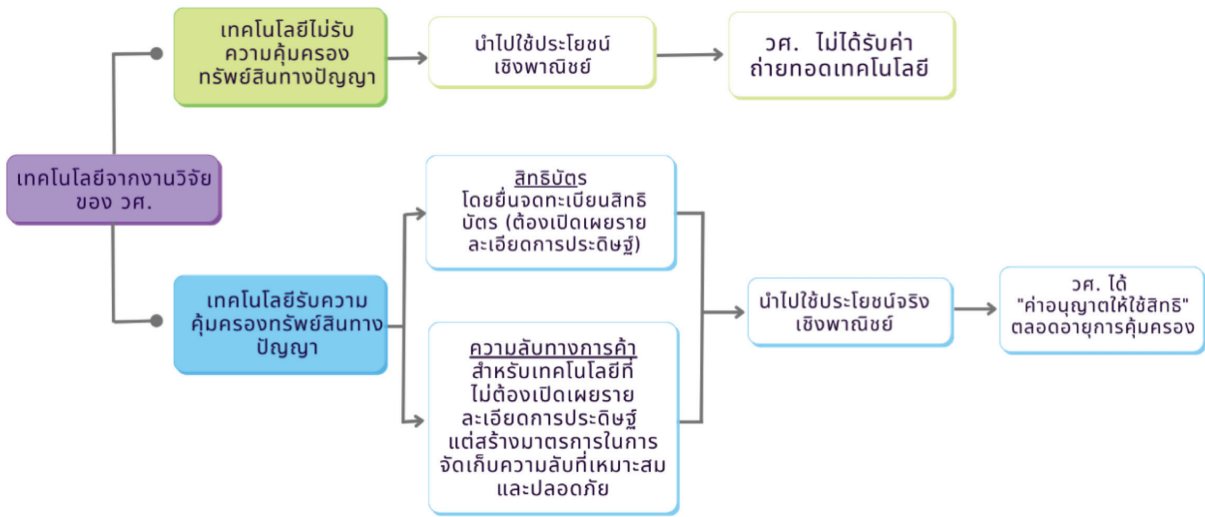 เทคโนโลยีไม่รับ
ความคุ้มครอง
ทรัพย์สินทางปัญญา
นำไปใช้ประโยชน์
เชิงพาณิชย์
วศ. ไม่ได้รับค่า
ถ่ายทอดเทคโนโลยี
เทคโนโลยีจากงานวิจัย
ของ วศ.
สิทธิบัตร
โดยยื่นจดทะเบียนสิทธิ
บัตร (ต้องเปิดเผยราย
ละเอียดการประดิษฐ์)
เทคโนโลยีรับความ
คุ้มครองทรัพย์สินทาง
ปัญญา
ความลับทางการค้า
สำหรับเทคโนโลยีที่
ไม่ต้องเปิดเผยราย
ละเอียดการประดิษฐ์
แต่สร้างมาตรการในการ
จัดเก็บความลับที่เหมาะสม
และปลอดภัย
นำไปใช้ประโยชน์จริง
เชิงพาณิชย์
วศ. ได้
"ค่าอนุญาตให้ใช้สิทธิ"
ตลอดอายุการคุ้มครอง